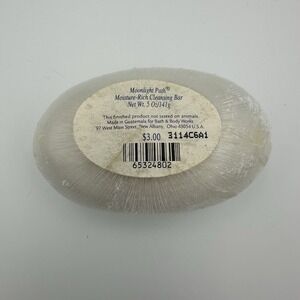 Moonlight Path®
Moisture-Rich Cleansing Bar
Net Wt. 5 Oz/141g
This finished product not tested on animals.
Made in Guatemala for Bath & Body Works
97 West Main Street, New Albany, Ohio 43054 U.S.A.
$3.00 3114C6A1
65324802